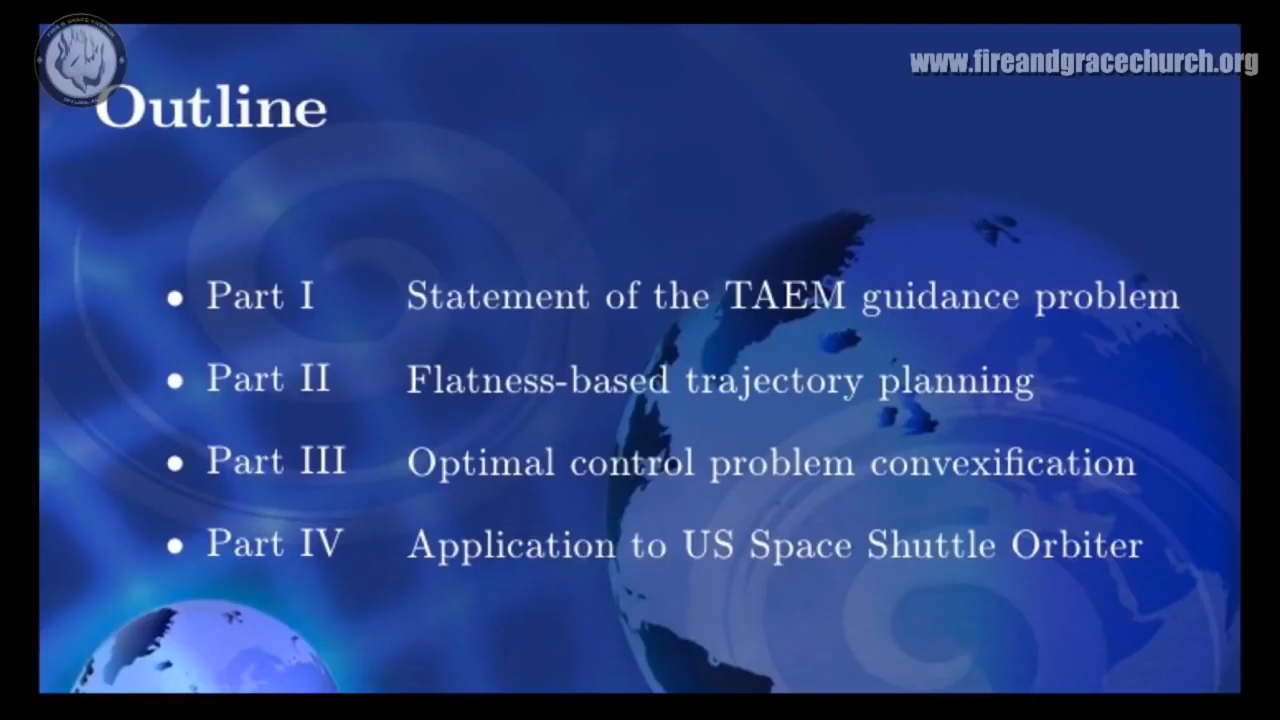 www.fireandgracechurch.org
Outline
• Part I Statement of the TAEM guidance problem
• Part II Flatness-based trajectory planning
• Part III Optimal control problem convexification
• Part IV Application to US Space Shuttle Orbiter